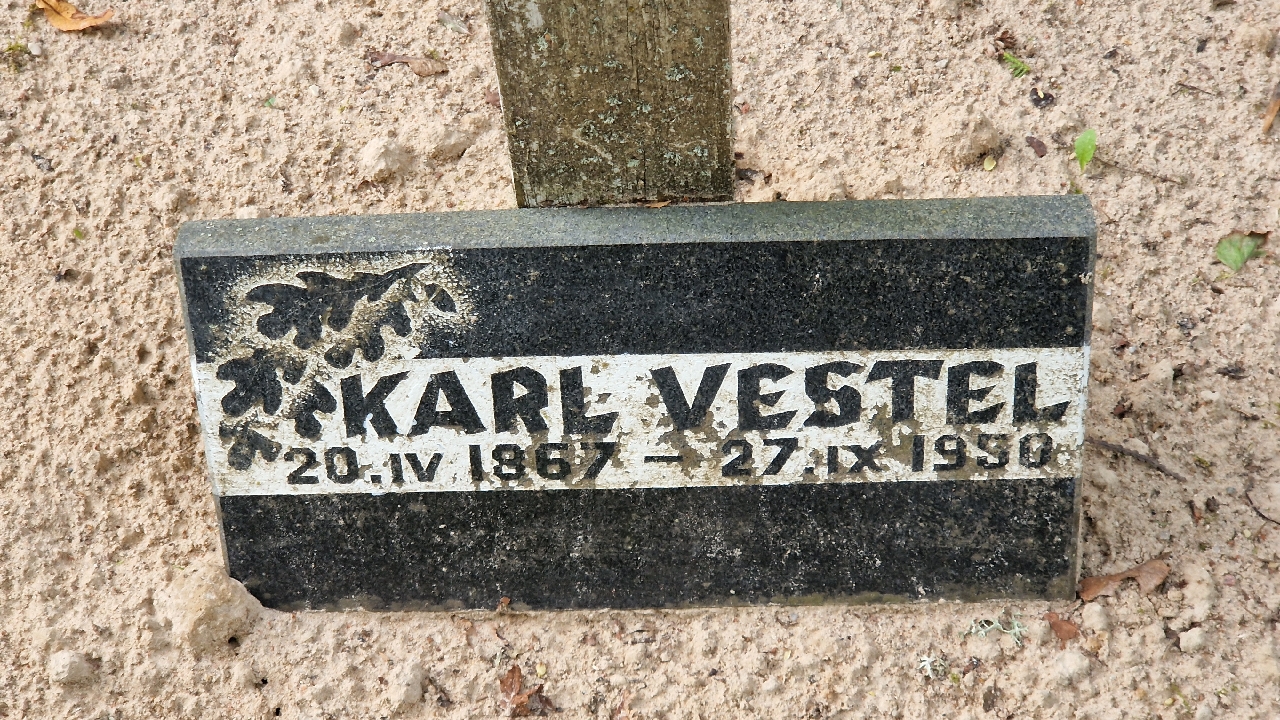 KARL VESTEL
20. IV 1867 – 27. IX 1950